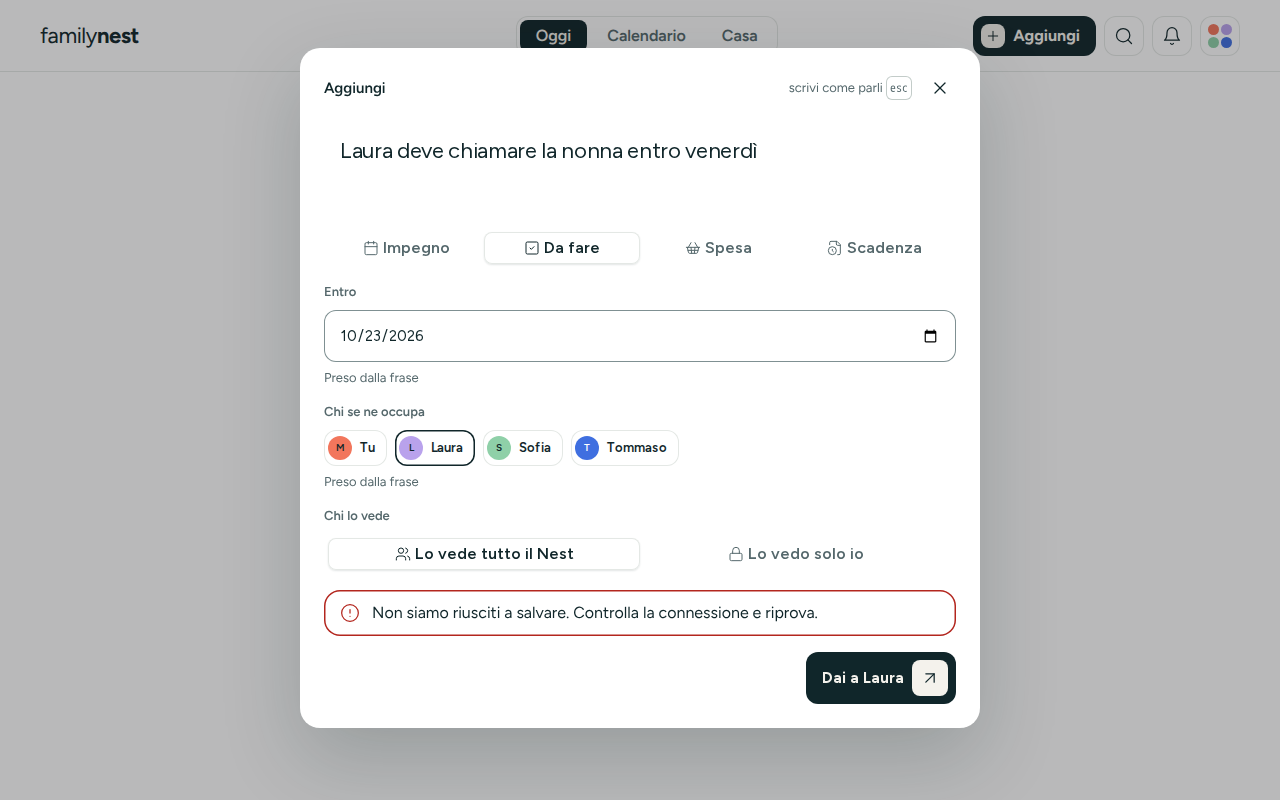 familynest
Oggi Calendario Casa
Aggiungi
Aggiungi
scrivi come parli esc
Laura deve chiamare la nonna entro venerdì
Impegno Da fare Spesa Scadenza
Entro
10/23/2026
Preso dalla frase
Chi se ne occupa
M Tu L Laura S Sofia T Tommaso
Preso dalla frase
Chi lo vede
Lo vede tutto il Nest Lo vedo solo io
Non siamo riusciti a salvare. Controlla la connessione e riprova.
Dai a Laura